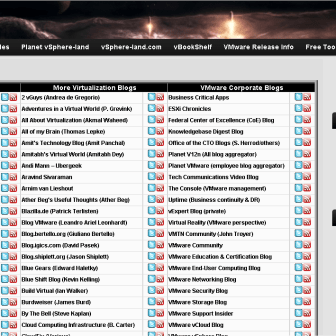 les Planet vSphere-land vSphere-land.com vBookShelf VMware Release Info Free Too
More Virtualization Blogs
2 vGuys (Andrea de Gregorio)
Adventures in a Virtual World (P. Grevink)
All About Virtualization (Akmal Waheed)
All of my Brain (Thomas Lepke)
Amit's Technology Blog (Amit Panchal)
Amitabh's Virtual World (Amitabh Dey)
Andi Mann – Übergeek
Aravind Sivaraman
Arnim van Lieshout
Ather Beg's Useful Thoughts (Ather Beg)
Blog VMware (Leandro Ariel Leonhardt)
Blog.bertello.org (Giuliano Bertello)
Blog.igics.com (David Pasek)
Blog.shiplett.org (Jason Shiplett)
Blue Gears (Edward Haletky)
Blue Shift Blog (Kevin Kelling)
Build Virtual (Ian Walker)
Burdweiser (James Burd)
By The Bell (Steve Kaplan)
Cloud Computing Infrastructure (B. Carter)
VMware Corporate Blogs
Business Critical Apps
ESXi Chronicles
Federal Center of Excellence (CoE) Blog
Knowledgebase Digest Blog
Office of the CTO Blogs (S. Herrod/others)
Planet V12n (All blog aggregator)
Planet VMware (employee blog aggregator)
Tech Communications Video Blog
The Console (VMware management)
Uptime (Business continuity & DR)
vExpert Blog (private)
Virtual Reality (VMware perspective)
VMTN Community (John Troyer)
VMware Community
VMware Education & Certification Blog
VMware End-User Computing Blog
VMware Networking Blog
VMware Security Blog
VMware Storage Blog
VMware Support Insider
VMware vCloud Blog